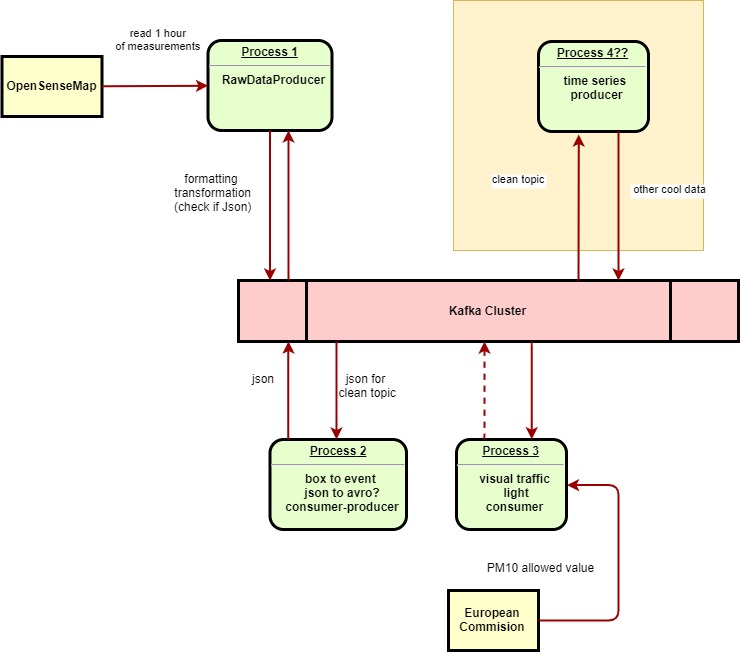 read 1 hour
of measurements
OpenSenseMap
Process 1
RawDataProducer
Process 4??
time series
producer
formatting
transformation
(check if Json)
clean topic
other cool data
Kafka Cluster
json
json for
clean topic
Process 2
box to event
json to avro?
consumer-producer
Process 3
visual traffic
light
consumer
PM10 allowed value
European
Commision